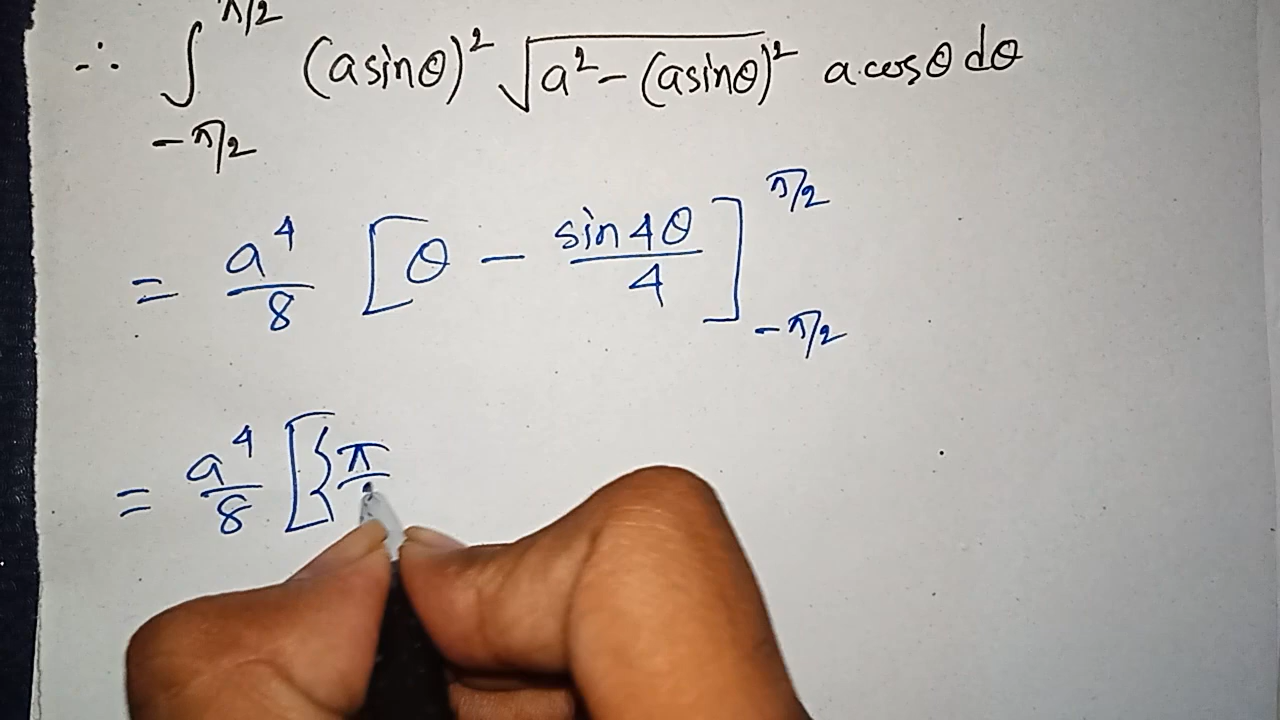 ∴ ∫_{-π/2}^{π/2} (a sinθ)² √(a² - (a sinθ)²) a.cosθ dθ
= a⁴/8 [θ - sin4θ/4]_{-π/2}^{π/2}
= a⁴/8 [{π/